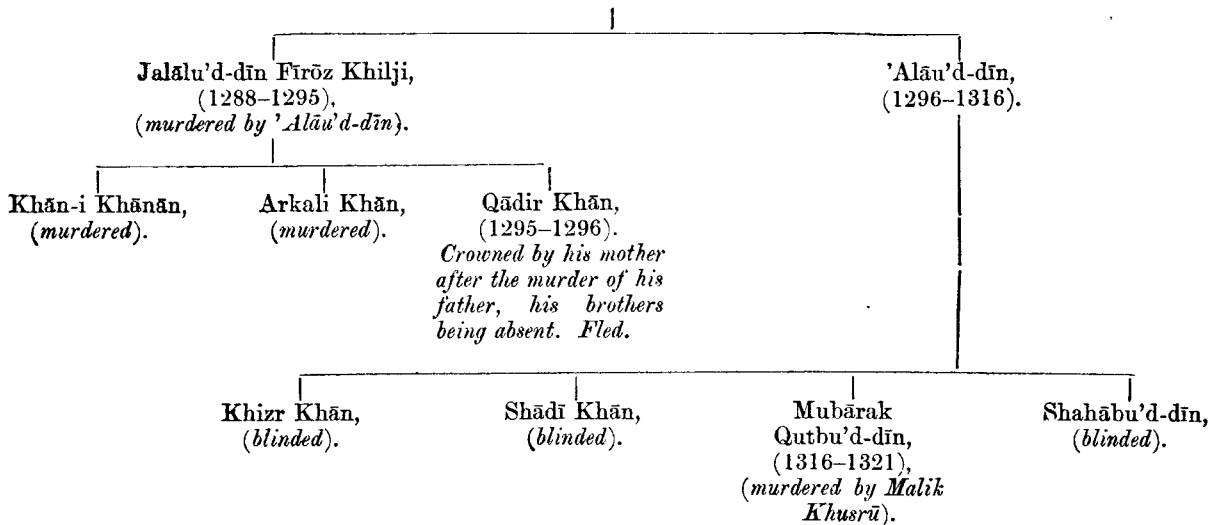 Jalālu'd-dīn Fīrōz Khilji,
(1288–1295),
(murdered by 'Alāu'd-dīn).
'Alāu'd-dīn,
(1296–1316).
Khān-i Khānān,
(murdered).
Arkali Khān,
(murdered).
Qādir Khān,
(1295–1296).
Crowned by his mother
after the murder of his
father, his brothers
being absent. Fled.
Khizr Khān,
(blinded).
Shādī Khān,
(blinded).
Mubārak
Qutbu'd-dīn,
(1316–1321),
(murdered by Malik
Khusrū).
Shahābu'd-dīn,
(blinded).